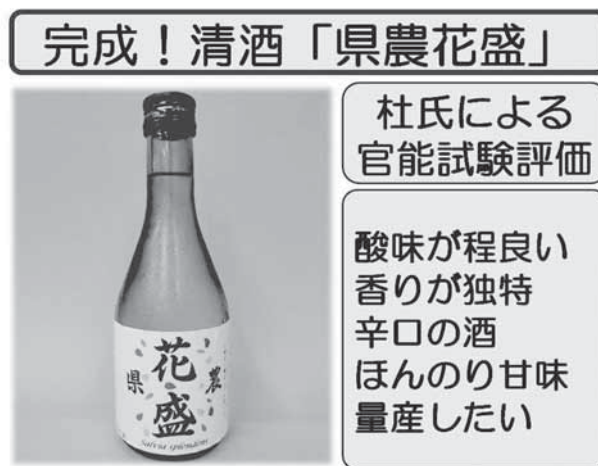 完成！清酒「県農花盛」
杜氏による
官能試験評価
酸味が程良い
香りが独特
辛口の酒
ほんのり甘味
量産したい
花盛
県農
Salvia splendens